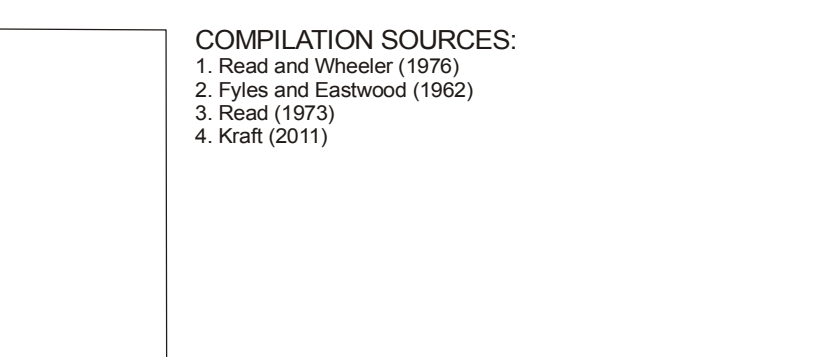 COMPILATION SOURCES:
1. Read and Wheeler (1976)
2. Fyles and Eastwood (1962)
3. Read (1973)
4. Kraft (2011)